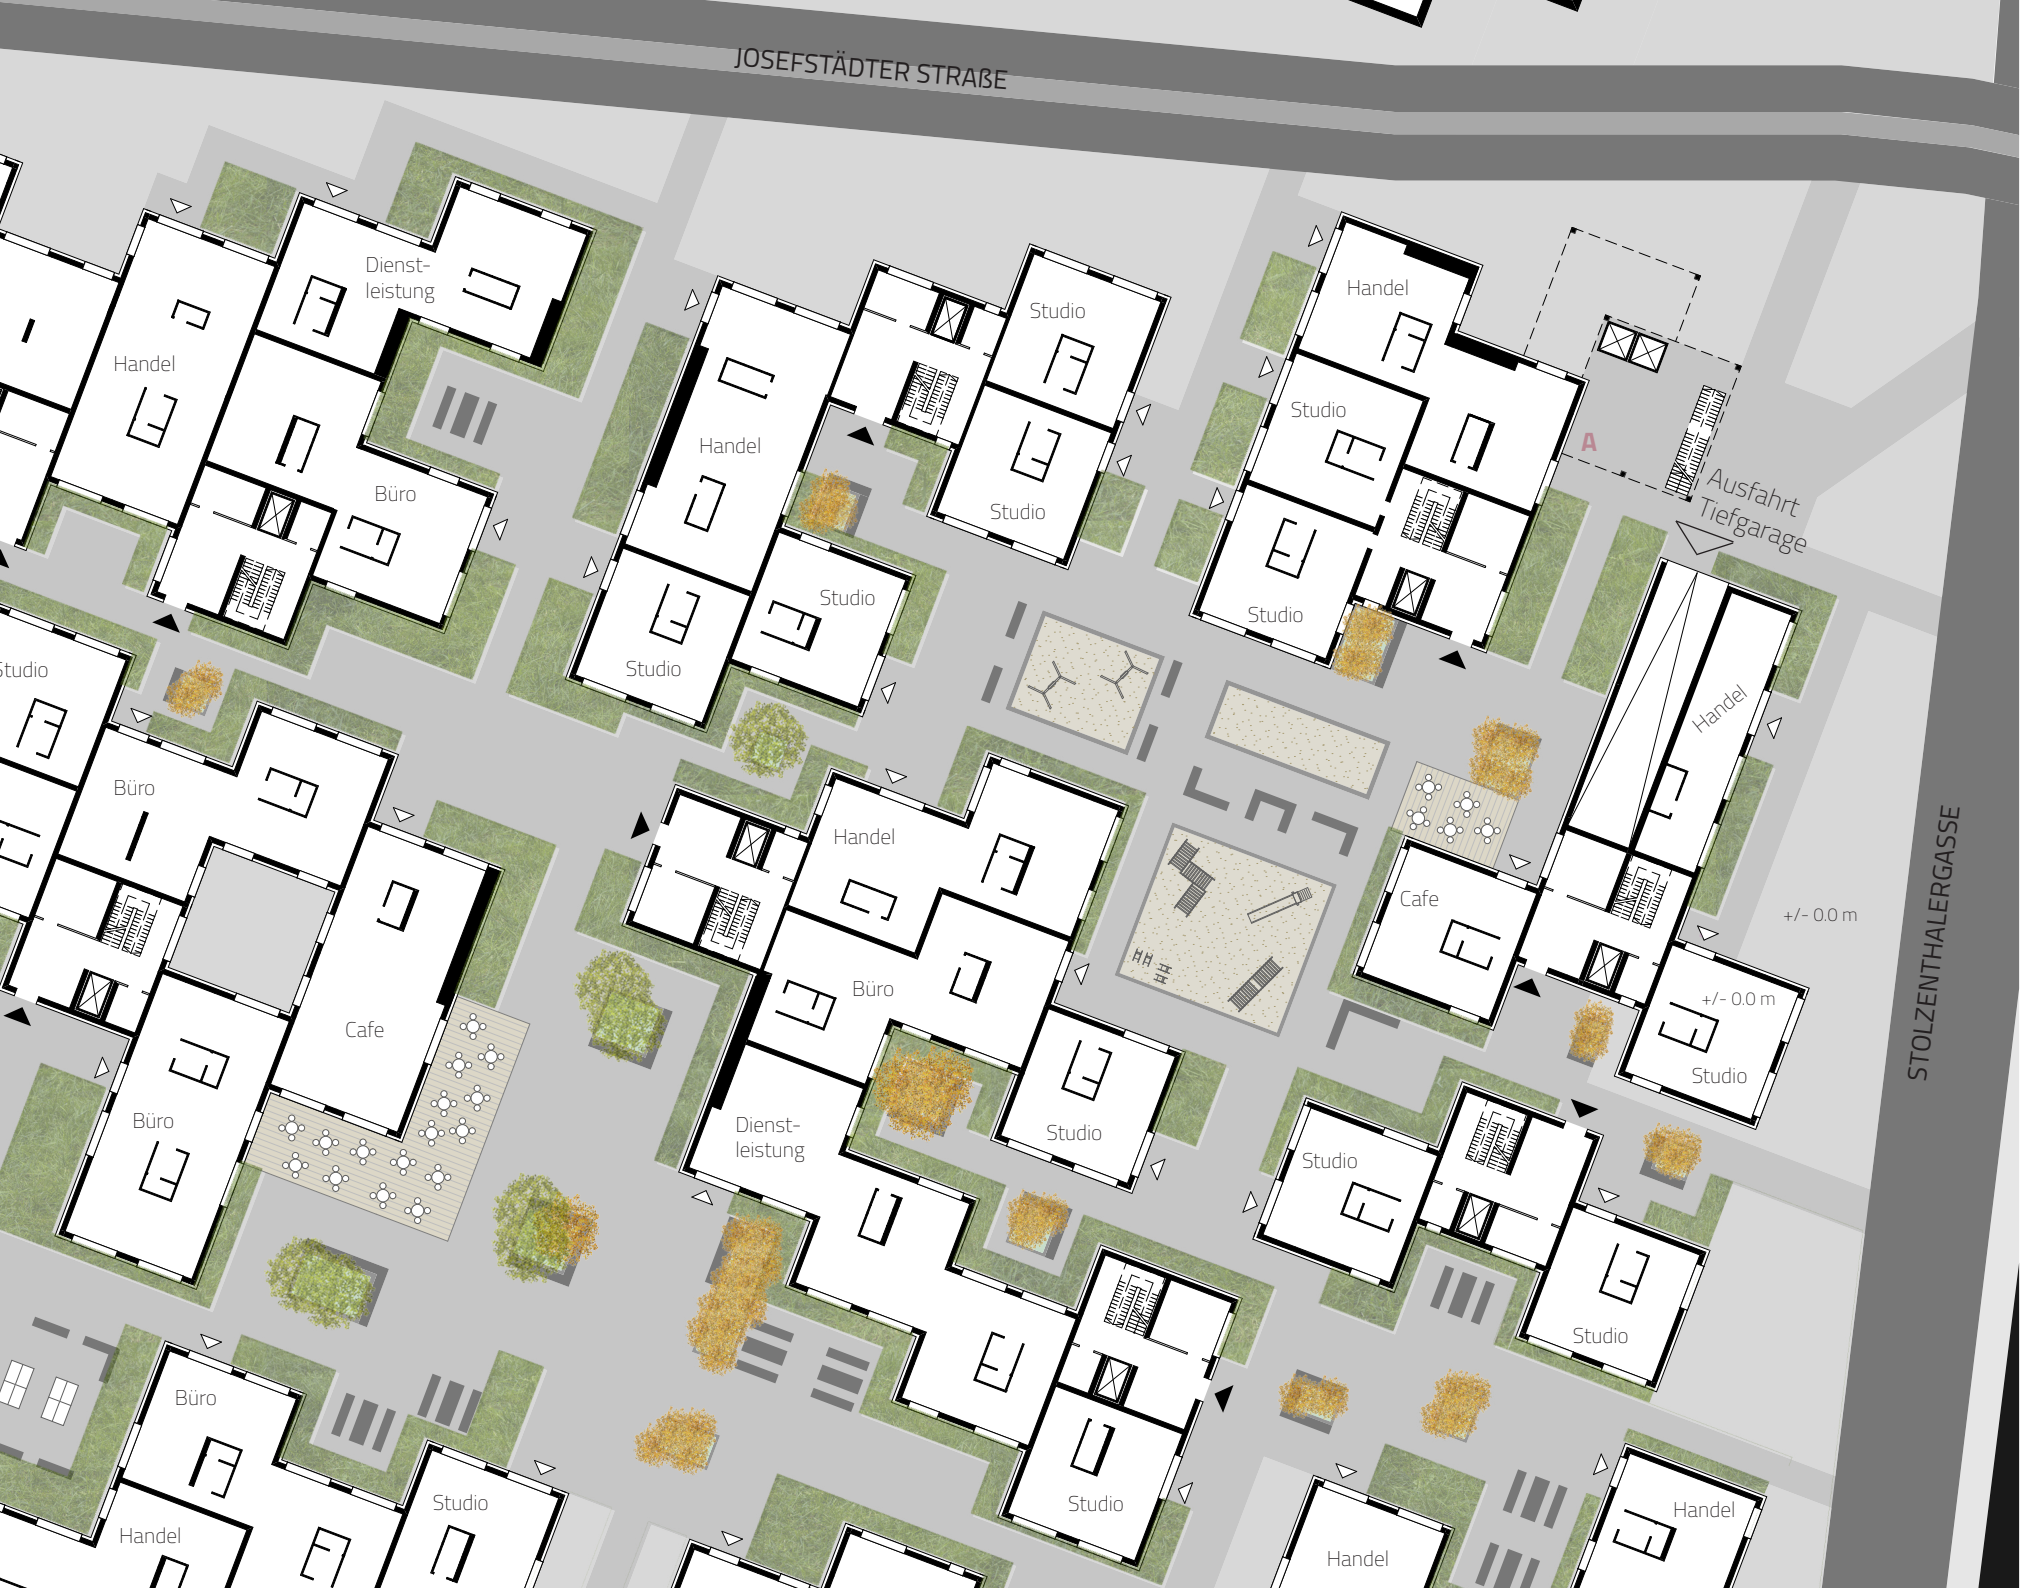 JOSEFSTÄDTER STRAßE
Dienst-
leistung
Handel
Studio
Handel
Handel
Studio
Handel
A
Ausfahrt
Tiefgarage
Büro
Studio
Studio
Studio
Studio
Studio
Studio
Handel
Büro
Handel
Cafe
+/- 0.0 m
STOLZENTHALERGASSE
Büro
+/- 0.0 m
Cafe
Studio
Büro
Dienst-
leistung
Studio
Studio
Studio
Büro
Studio
Studio
Handel
Handel
Handel